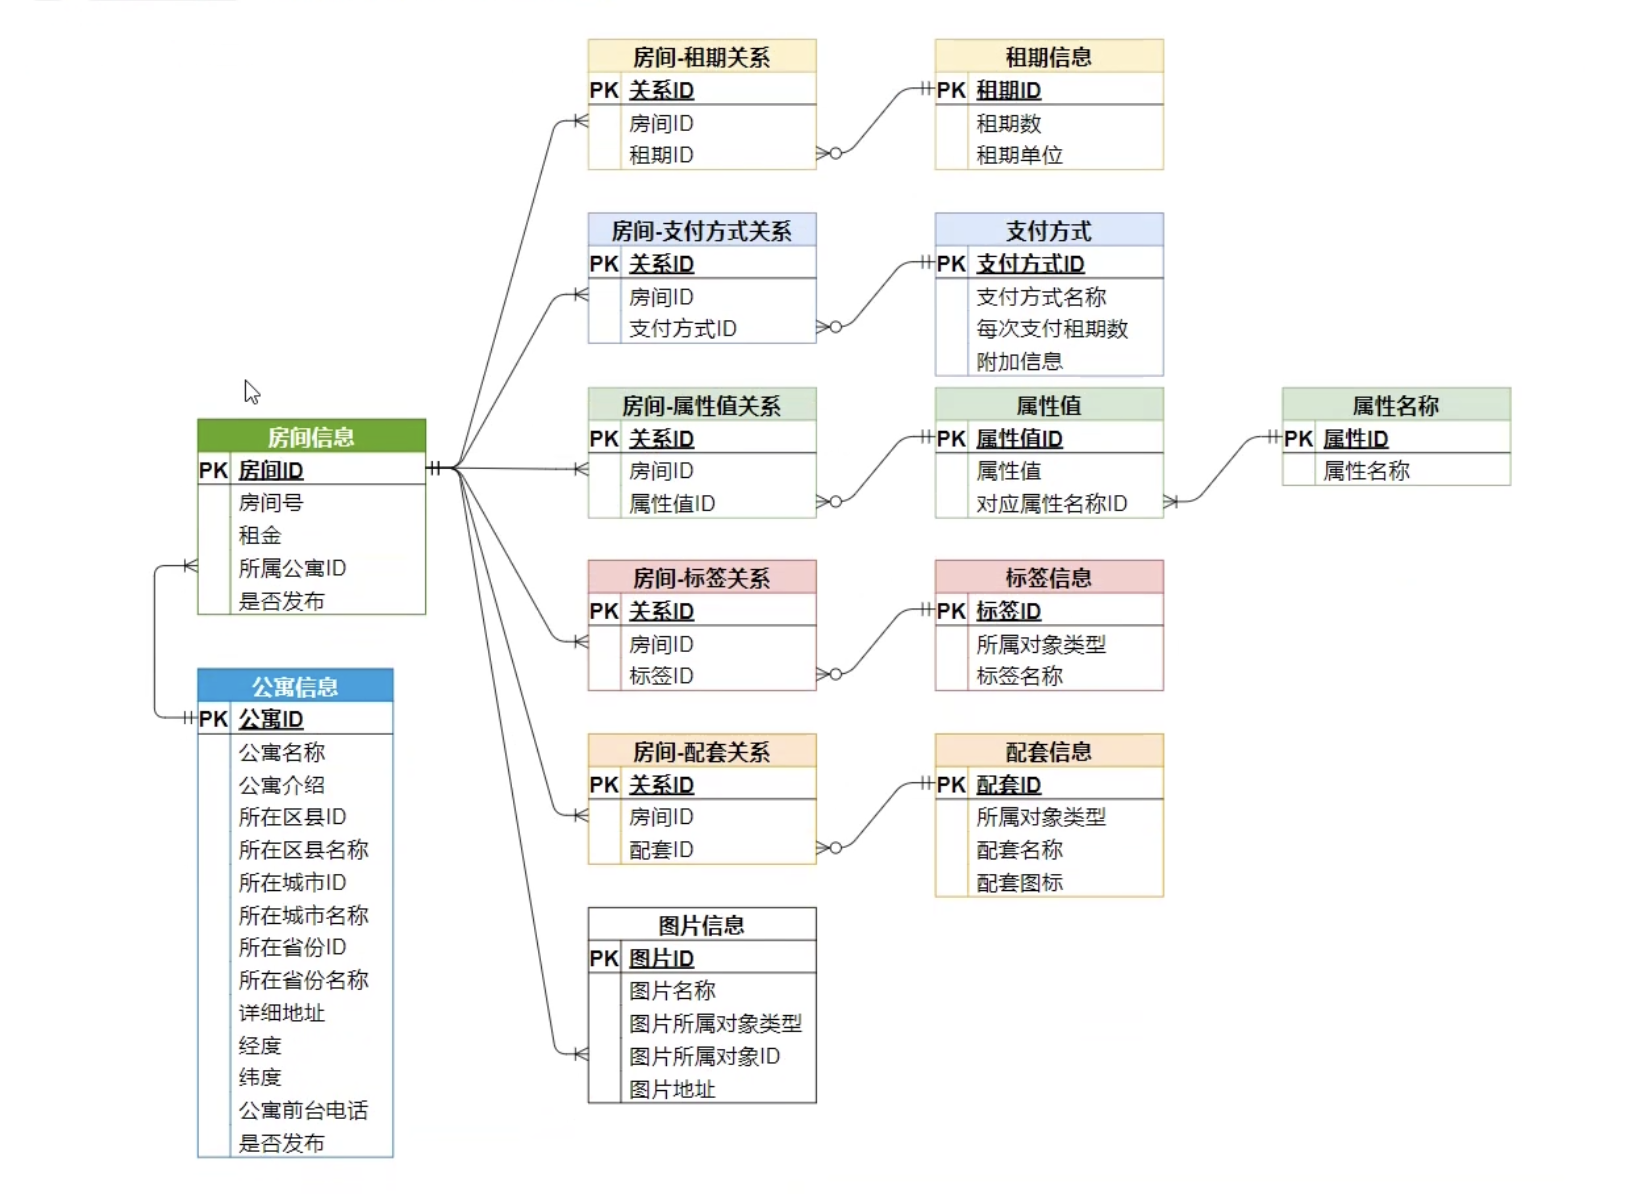 房间-租期关系
PK 关系ID
房间ID
租期ID
租期信息
PK 租期ID
租期数
租期单位
房间-支付方式关系
PK 关系ID
房间ID
支付方式ID
支付方式
PK 支付方式ID
支付方式名称
每次支付租期数
附加信息
房间-属性值关系
PK 关系ID
房间ID
属性值ID
属性值
PK 属性值ID
属性值
对应属性名称ID
属性名称
PK 属性ID
属性名称
房间信息
PK 房间ID
房间号
租金
所属公寓ID
是否发布
房间-标签关系
PK 关系ID
房间ID
标签ID
标签信息
PK 标签ID
所属对象类型
标签名称
公寓信息
PK 公寓ID
公寓名称
公寓介绍
所在区县ID
所在区县名称
所在城市ID
所在城市名称
所在省份ID
所在省份名称
详细地址
经度
纬度
公寓前台电话
是否发布
房间-配套关系
PK 关系ID
房间ID
配套ID
配套信息
PK 配套ID
所属对象类型
配套名称
配套图标
图片信息
PK 图片ID
图片名称
图片所属对象类型
图片所属对象ID
图片地址